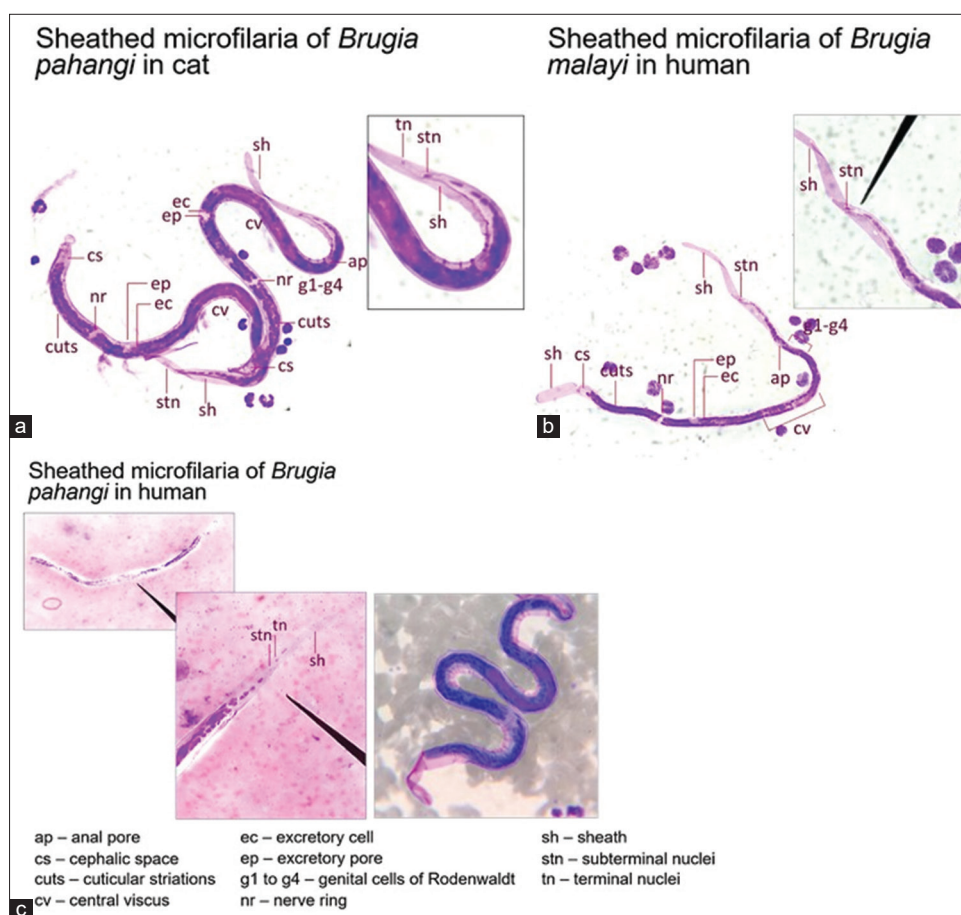 Sheathed microfilaria of Brugia
pahangi in cat
sh
ec
ep
cv
cs
ep
nr
ec
nr
ap
g1-g4
cv
cuts
cuts
cs
stn
sh
tn
stn
sh
a
Sheathed microfilaria of Brugia
malayi in human
sh
stn
sh
stn
g1-g4
sh
cs
cuts
nr
ep
ec
ap
cv
b
Sheathed microfilaria of Brugia
pahangi in human
tn
stn
sh
ap – anal pore
cs – cephalic space
cuts – cuticular striations
cv – central viscus
ec – excretory cell
ep – excretory pore
g1 to g4 – genital cells of Rodenwaldt
nr – nerve ring
sh – sheath
stn – subterminal nuclei
tn – terminal nuclei
c